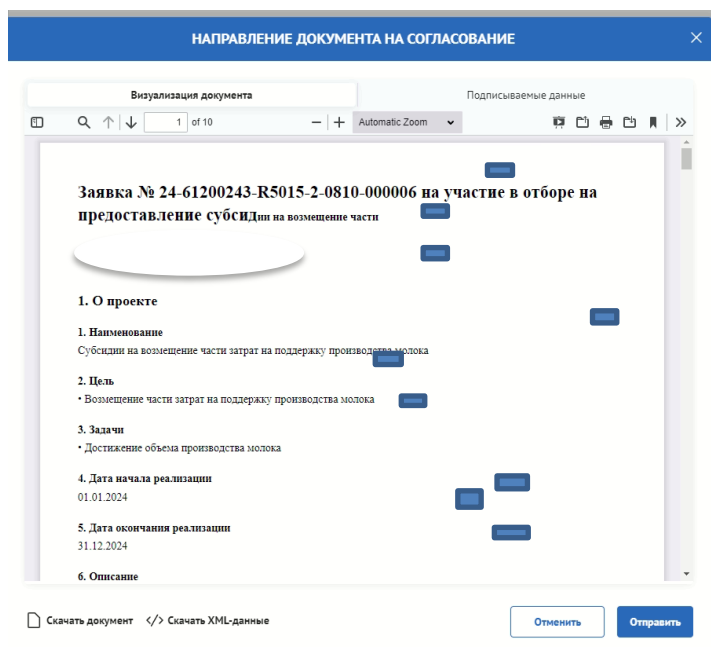 НАПРАВЛЕНИЕ ДОКУМЕНТА НА СОГЛАСОВАНИЕ
Визуализация документа
Подписываемые данные
1 of 10
Automatic Zoom
Заявка № 24-61200243-R5015-2-0810-000006 на участие в отборе на
предоставление субсидии на возмещение части
1. О проекте
1. Наименование
Субсидии на возмещение части затрат на поддержку производства молока
2. Цель
• Возмещение части затрат на поддержку производства молока
3. Задачи
• Достижение объема производства молока
4. Дата начала реализации
01.01.2024
5. Дата окончания реализации
31.12.2024
6. Описание
Скачать документ </> Скачать XML-данные
Отменить
Отправить